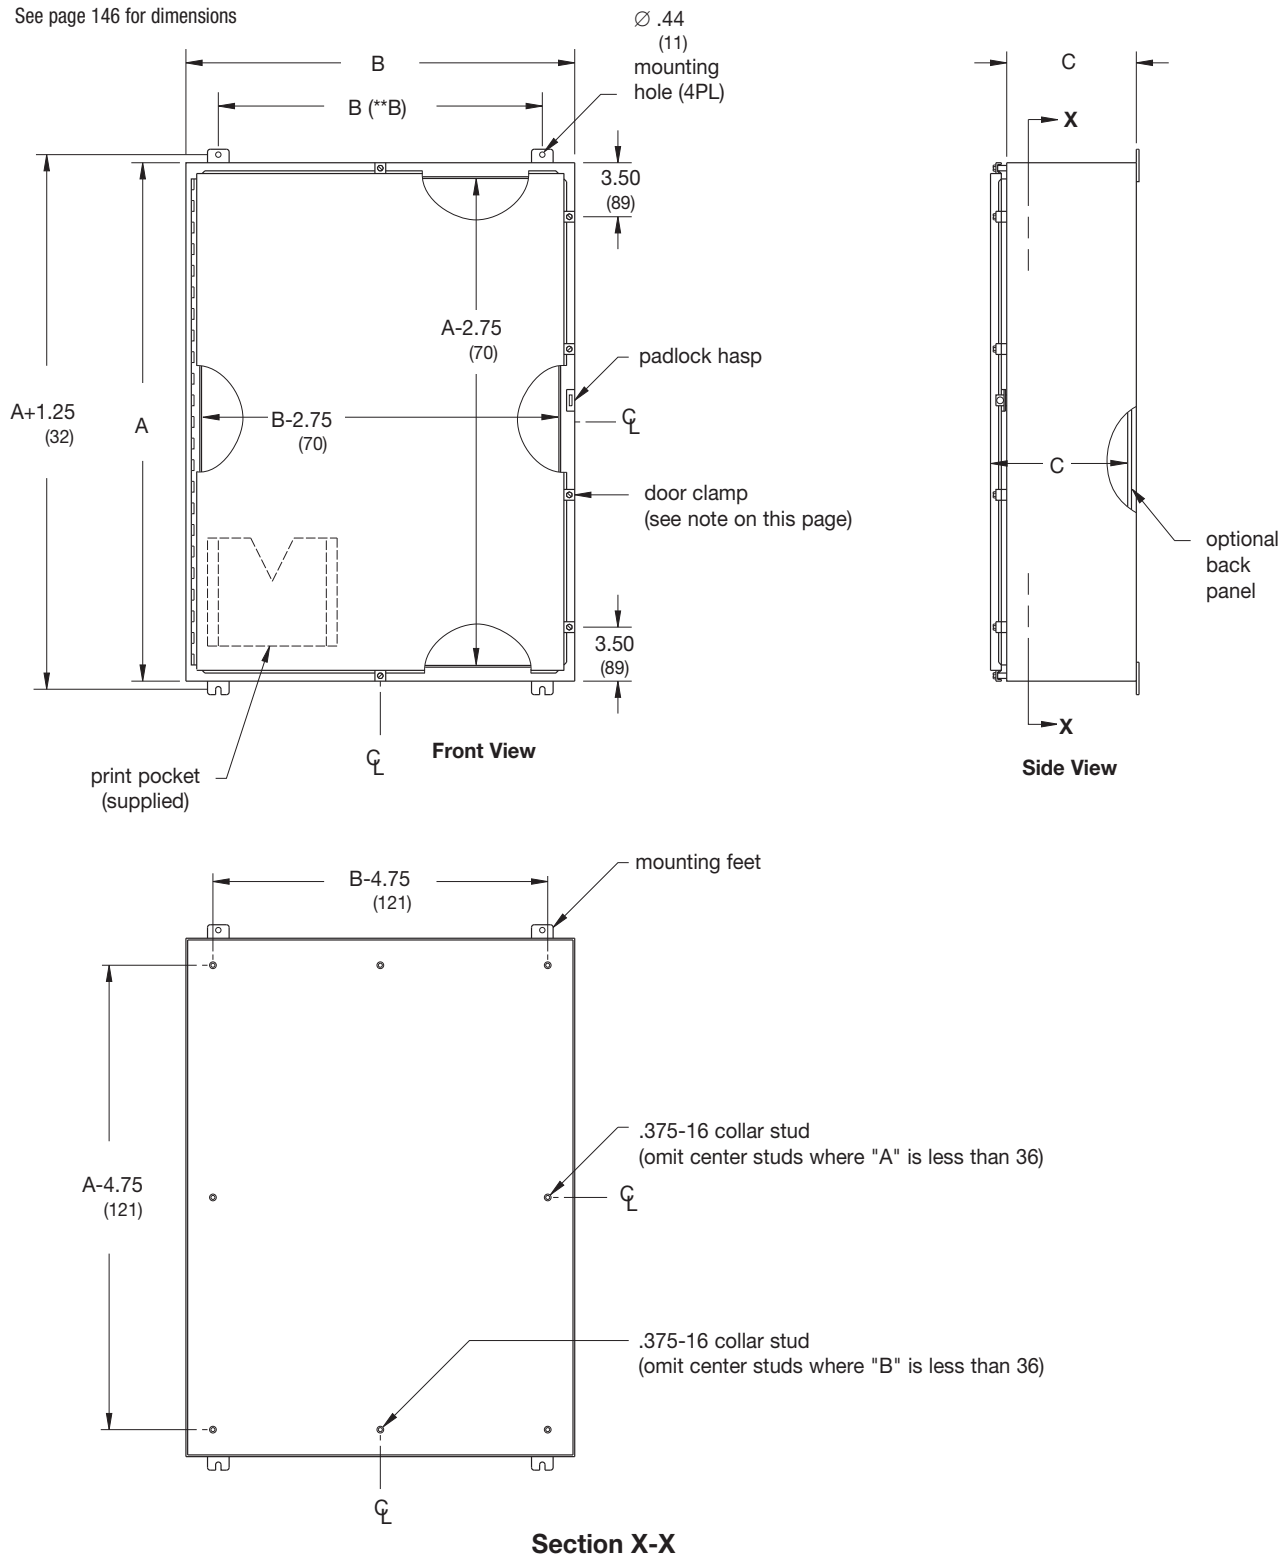 See page 146 for dimensions
∅ .44
(11)
mounting
hole (4PL)
B
B (**B)
C
X
3.50
(89)
A-2.75
(70)
padlock hasp
A+1.25
(32)
A
B-2.75
(70)
℄
C
door clamp
(see note on this page)
optional
back
panel
3.50
(89)
X
℄
Front View
Side View
print pocket
(supplied)
mounting feet
B-4.75
(121)
.375-16 collar stud
(omit center studs where "A" is less than 36)
A-4.75
(121)
℄
.375-16 collar stud
(omit center studs where "B" is less than 36)
℄
Section X-X